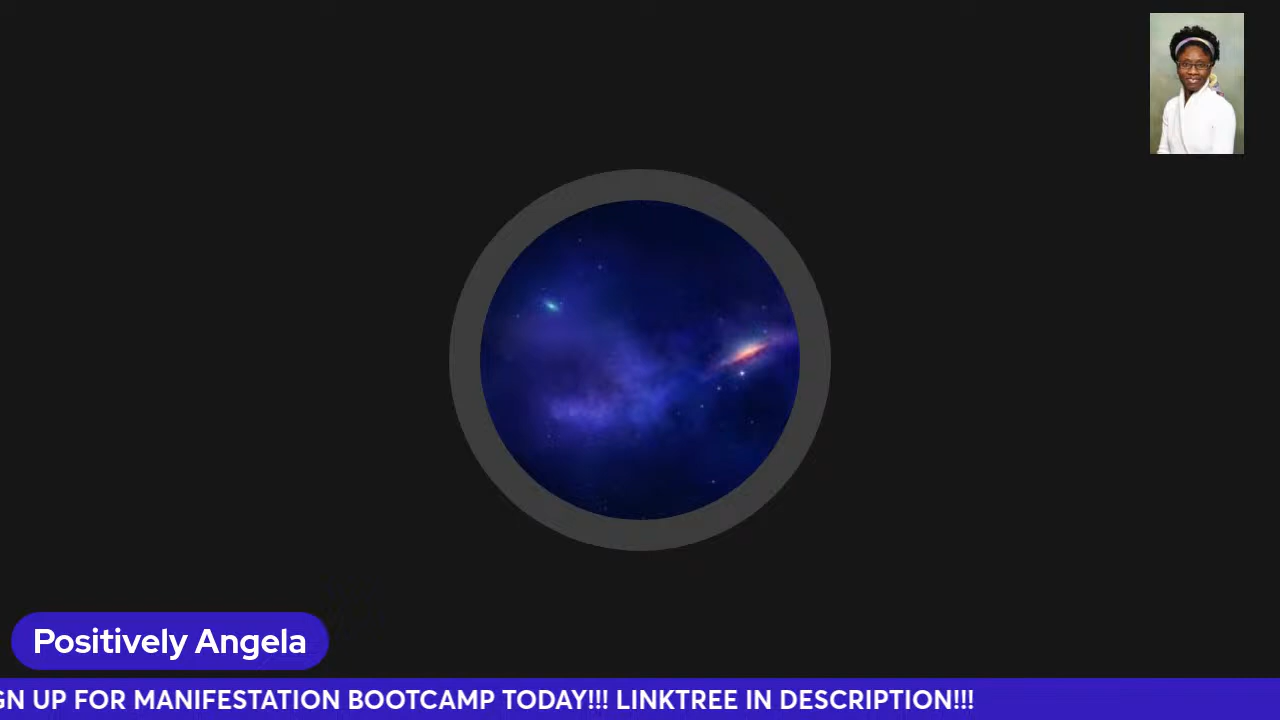 Positively Angela
GN UP FOR MANIFESTATION BOOTCAMP TODAY!!! LINKTREE IN DESCRIPTION!!!